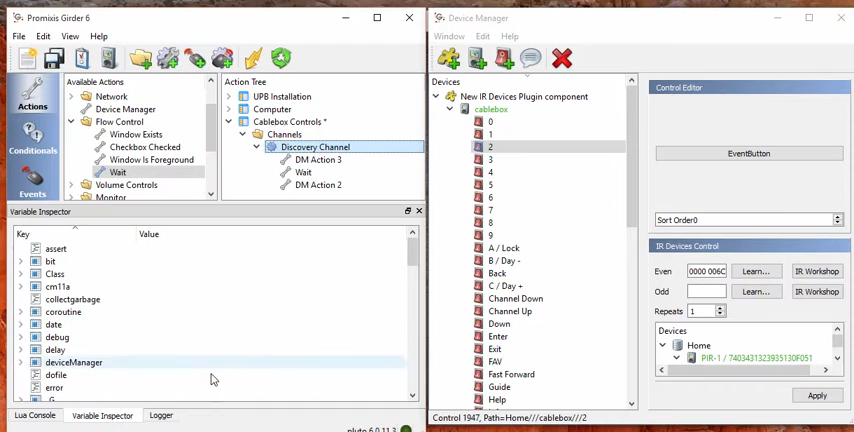 Promixis Girder 6
File Edit View Help
Available Actions
Network
Device Manager
Flow Control
Window Exists
Checkbox Checked
Window Is Foreground
Wait
Volume Controls
Monitor
Actions
Conditionals
Events
Action Tree
UPB Installation
Computer
Cablebox Controls *
Channels
Discovery Channel
DM Action 3
Wait
DM Action 2
Variable Inspector
Key Value
assert
bit
Class
cm11a
collectgarbage
coroutine
date
debug
delay
deviceManager
dofile
error
_G
Lua Console Variable Inspector Logger
pluto 6.0.11.3
Device Manager
Window Edit Help
Devices
New IR Devices Plugin component
cablebox
0
1
2
3
4
5
6
7
8
9
A / Lock
B / Day -
Back
C / Day +
Channel Down
Channel Up
Down
Enter
Exit
FAV
Fast Forward
Guide
Help
Control 1947, Path=Home///cablebox///2
Control Editor
EventButton
Sort Order0
IR Devices Control
Even 0000 006C Learn... IR Workshop
Odd Learn... IR Workshop
Repeats 1
Devices
Home
PIR-1 / 7403431323935130F051
Apply